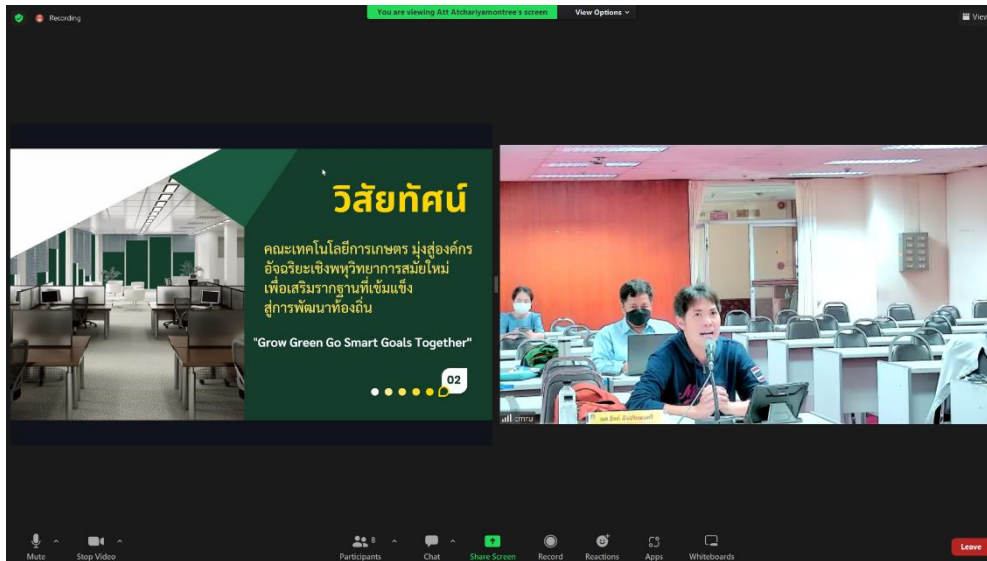 Recording
You are viewing Att Atchariyamontree's screen
View Options
View
วิสัยทัศน์
คณะเทคโนโลยีการเกษตร มุ่งสู่องค์กร
อัจฉริยะเชิงพหุวิทยาการสมัยใหม่
เพื่อเสริมรากฐานที่เข้มแข็ง
สู่การพัฒนาท้องถิ่น
"Grow Green Go Smart Goals Together"
02
cmru
Mute
Stop Video
Participants
8
Chat
Share Screen
Record
Reactions
Apps
Whiteboards
Leave